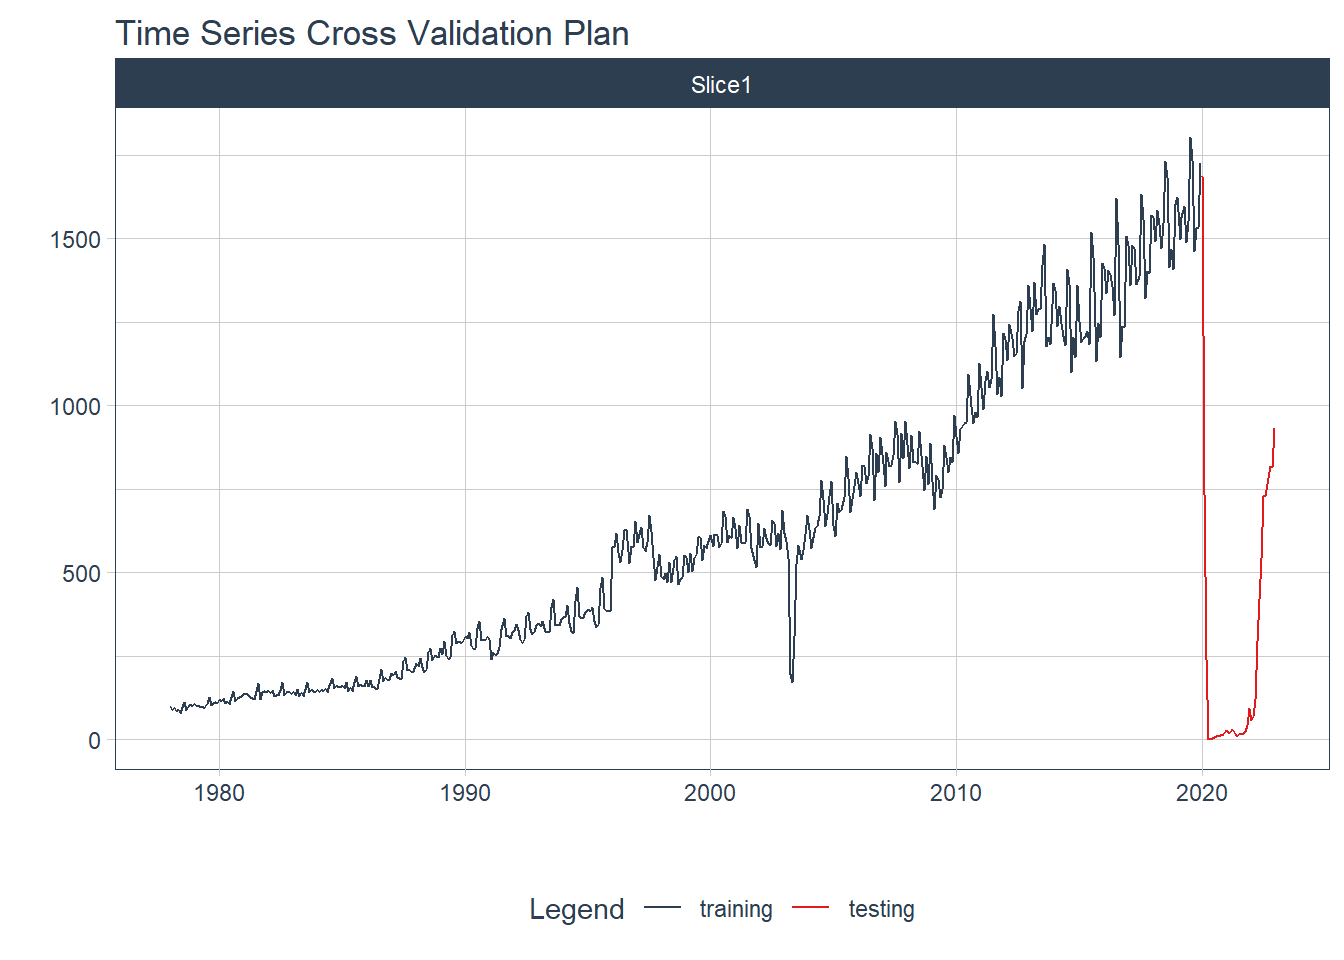 Time Series Cross Validation Plan
Slice1
1500
1000
500
0
1980 1990 2000 2010 2020
Legend training testing